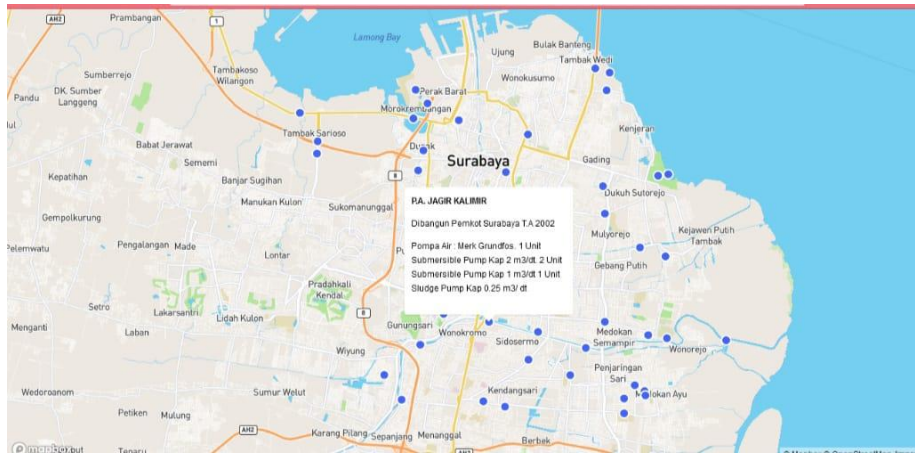 AH2
Prambangan
1
Lamong Bay
Ujung
Bulak Banteng
Tambak Wedi
Sumberrejo
Tambakoso
Wilangon
Wonokusumo
Pandu
DK. Sumber
Langgeng
Perak Barat
Morokrembangan
Kenjeran
Tambak Sarioso
Babat Jerawat
Dupak
Surabaya
Gading
Sememi
Kepatihan
8
Banjar Sugihan
Dukuh Sutorejo
Manukan Kulon
Sukomanunggal
Gempolkurung
P.A. JAGIR KALIMIR
Dibangun Pemkot Surabaya T.A 2002
Pompa Air : Merk Grundfos. 1 Unit
Submersible Pump Kap 2 m3/dt. 2 Unit
Submersible Pump Kap 1 m3/dt 1 Unit
Sludge Pump Kap 0.25 m3/ dt
Mulyorejo
Kejawen Putih
Tambak
Pelemwatu
Pengalangan
Made
Lontar
Gebang Putih
Pradahkali
Kendal
Setro
Lakarsantri
Lidah Kulon
8
Menganti
Laban
Gunungsari
Wonokromo
Sidosermo
Medokan
Semampir
Wonorejo
Wiyung
Penjaringan
Sari
Wedoroanom
Sumur Welut
Kendangsari
Medokan Ayu
Petiken
Mulung
AH2
Karang Pilang
Sepanjang
Menanggal
Berbek
AH2
mapbox